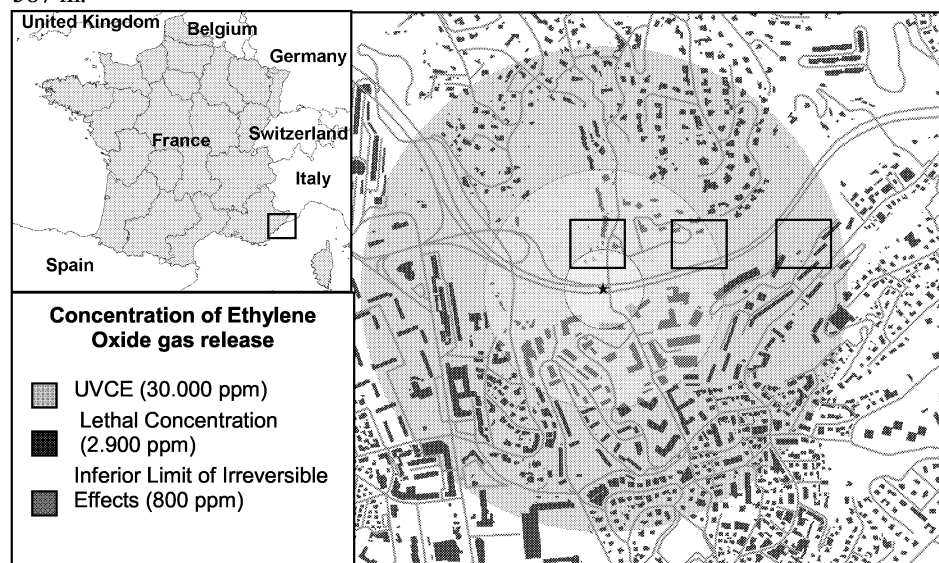 United Kingdom
Belgium
Germany
France
Switzerland
Italy
Spain
Concentration of Ethylene
Oxide gas release
UVCE (30.000 ppm)
Lethal Concentration
(2.900 ppm)
Inferior Limit of Irreversible
Effects (800 ppm)